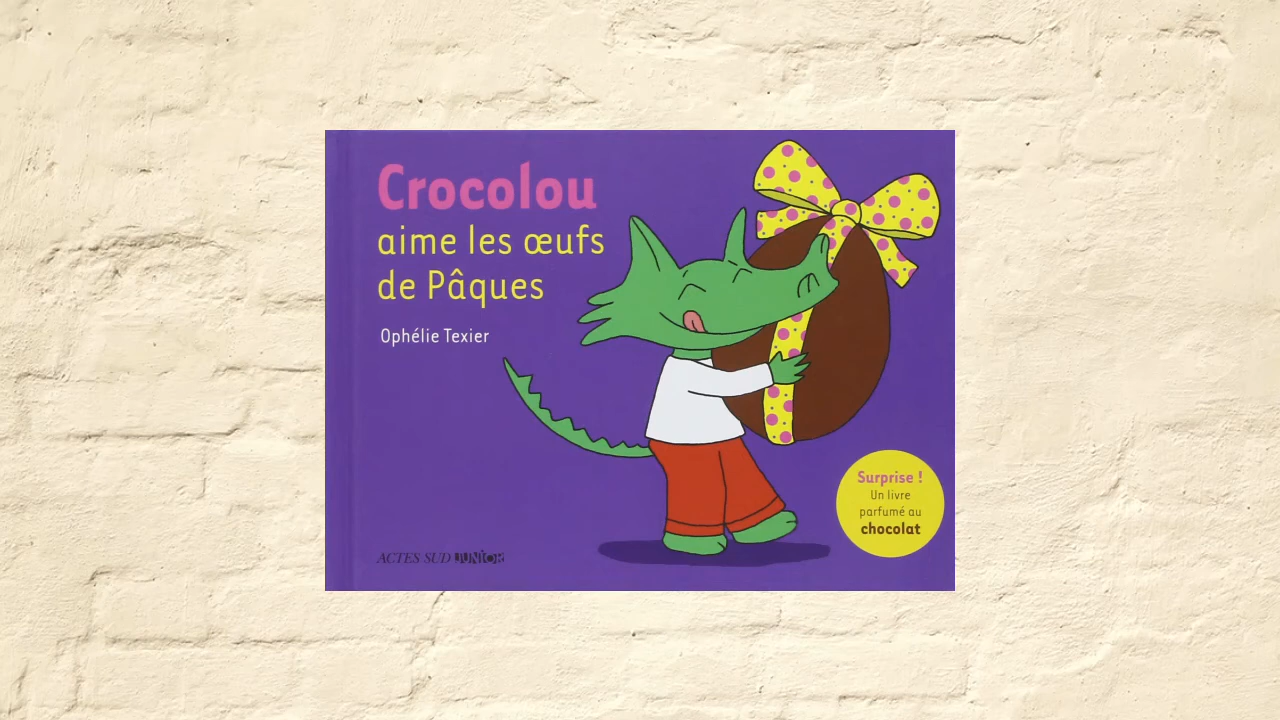 Crocolou
aime les œufs
de Pâques
Ophélie Texier
Surprise !
Un livre
parfumé au
chocolat
ACTES SUD JUNIOR